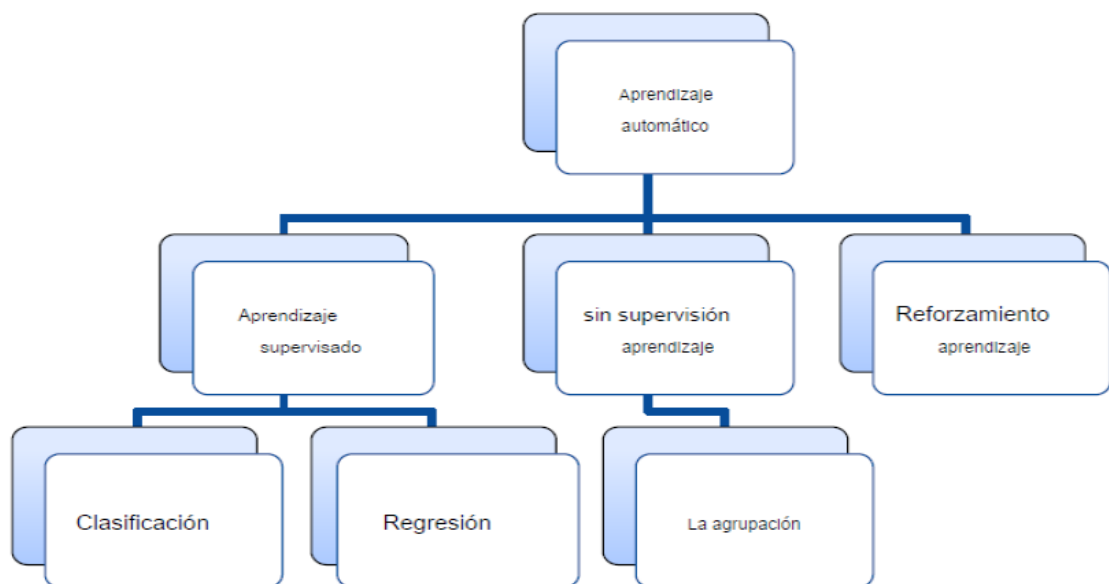 Aprendizaje
automático
Aprendizaje
supervisado
sin supervisión
aprendizaje
Reforzamiento
aprendizaje
Clasificación
Regresión
La agrupación